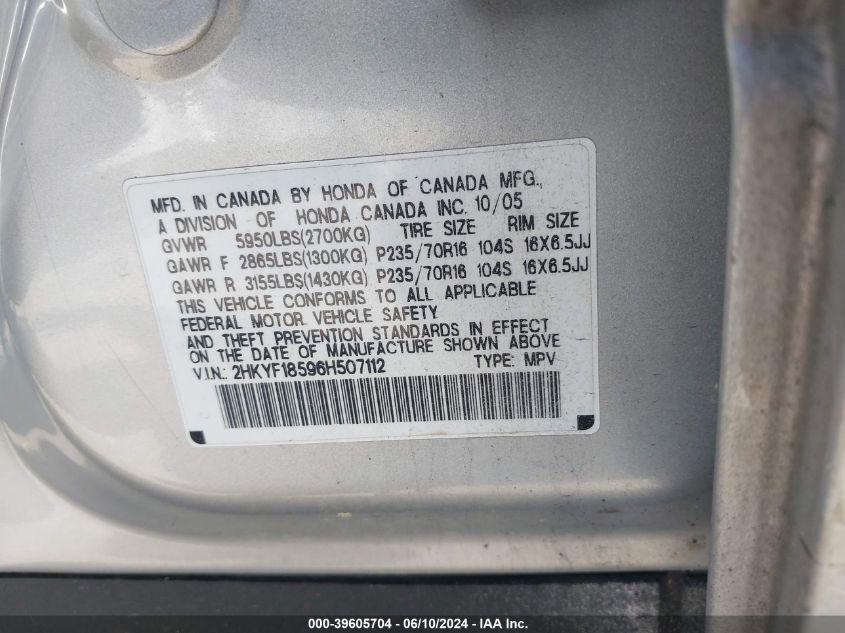 MFD. IN CANADA BY HONDA OF CANADA MFG.,
A DIVISION OF HONDA CANADA INC. 10/05
GVWR 5950LBS(2700KG) TIRE SIZE RIM SIZE
GAWR F 2865LBS(1300KG) P235/70R16 104S 16X6.5JJ
GAWR R 3155LBS(1430KG) P235/70R16 104S 16X6.5JJ
THIS VEHICLE CONFORMS TO ALL APPLICABLE
FEDERAL MOTOR VEHICLE SAFETY
AND THEFT PREVENTION STANDARDS IN EFFECT
ON THE DATE OF MANUFACTURE SHOWN ABOVE
V.I.N.: 2HKYF18596H507112 TYPE: MPV
000-39605704 - 06/10/2024 - IAA Inc.